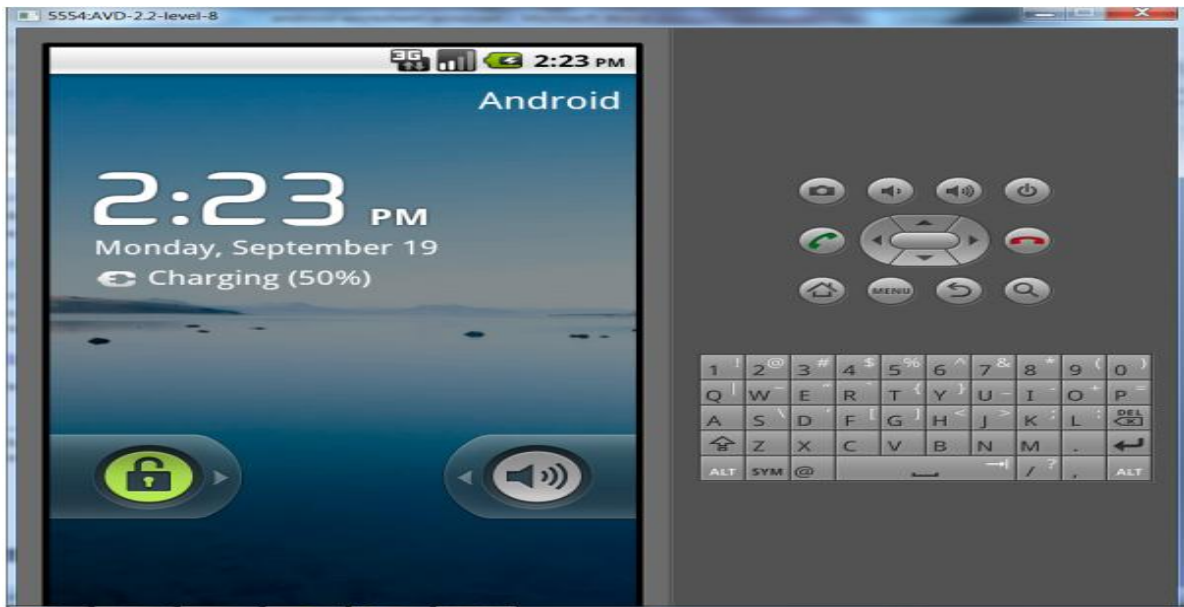 5554:AVD-2.2-level-8
3G 2:23 PM
Android
2:23 PM
Monday, September 19
Charging (50%)
MENU
1 ! 2 @ 3 # 4 $ 5 % 6 ^ 7 & 8 * 9 ( 0 )
Q | W ~ E " R ` T { Y } U _ I - O + P =
A S \ D ' F [ G ] H < J > K ; L : DEL
Z X C V B N M .
ALT SYM @ / ? , ALT